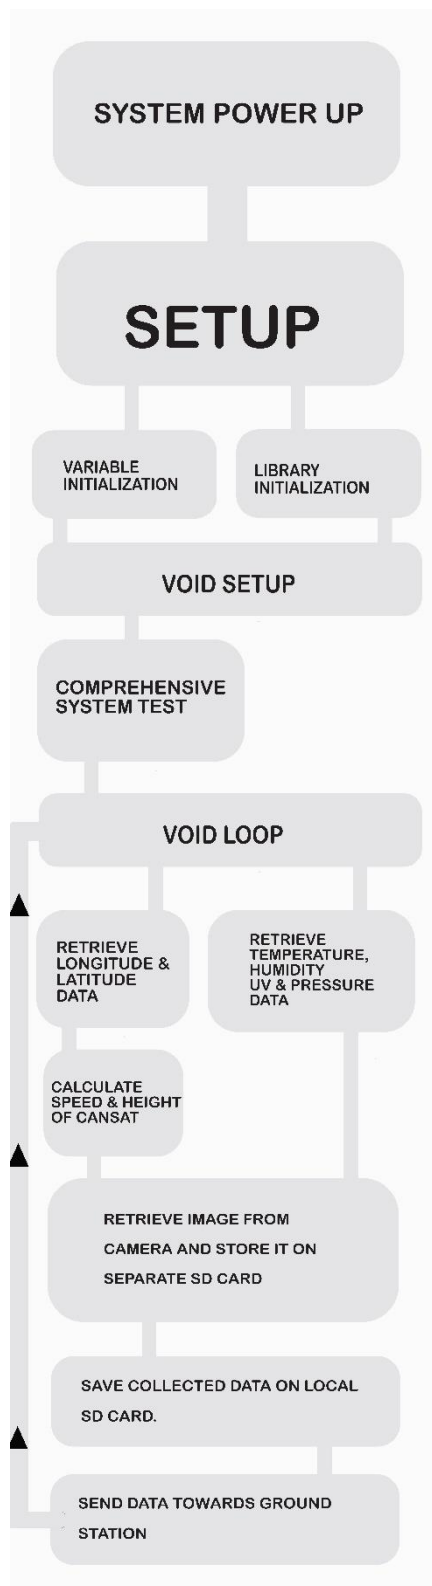 SYSTEM POWER UP
SETUP
VARIABLE
INITIALIZATION
LIBRARY
INITIALIZATION
VOID SETUP
COMPREHENSIVE
SYSTEM TEST
VOID LOOP
RETRIEVE
LONGITUDE &
LATITUDE
DATA
RETRIEVE
TEMPERATURE,
HUMIDITY
UV & PRESSURE
DATA
CALCULATE
SPEED & HEIGHT
OF CANSAT
RETRIEVE IMAGE FROM
CAMERA AND STORE IT ON
SEPARATE SD CARD
SAVE COLLECTED DATA ON LOCAL
SD CARD.
SEND DATA TOWARDS GROUND
STATION